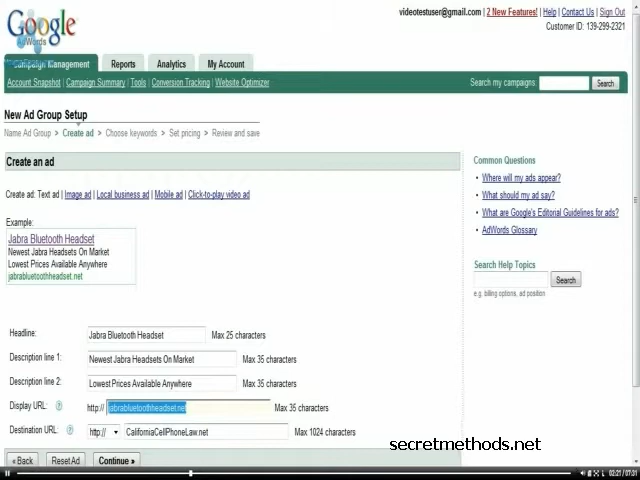 videotestuser@gmail.com | 2 New Features! | Help | Contact Us | Sign Out
Customer ID: 139-299-2321
Google
AdWords
Campaign Management Reports Analytics My Account
Account Snapshot | Campaign Summary | Tools | Conversion Tracking | Website Optimizer
Search my campaigns: Search
New Ad Group Setup
Name Ad Group > Create ad > Choose keywords > Set pricing > Review and save
Create an ad
Create ad: Text ad | Image ad | Local business ad | Mobile ad | Click-to-play video ad
Example:
Jabra Bluetooth Headset
Newest Jabra Headsets On Market
Lowest Prices Available Anywhere
jabrabluetoothheadset.net
Common Questions
• Where will my ads appear?
• What should my ad say?
• What are Google's Editorial Guidelines for ads?
• AdWords Glossary
Search Help Topics
Search
e.g. billing options, ad position
Headline: Jabra Bluetooth Headset Max 25 characters
Description line 1: Newest Jabra Headsets On Market Max 35 characters
Description line 2: Lowest Prices Available Anywhere Max 35 characters
Display URL: ? http:// jabrabluetoothheadset.net Max 35 characters
Destination URL: ? http:// CaliforniaCellPhoneLaw.net Max 1024 characters
« Back Reset Ad Continue »
secretmethods.net
02:21 / 07:31